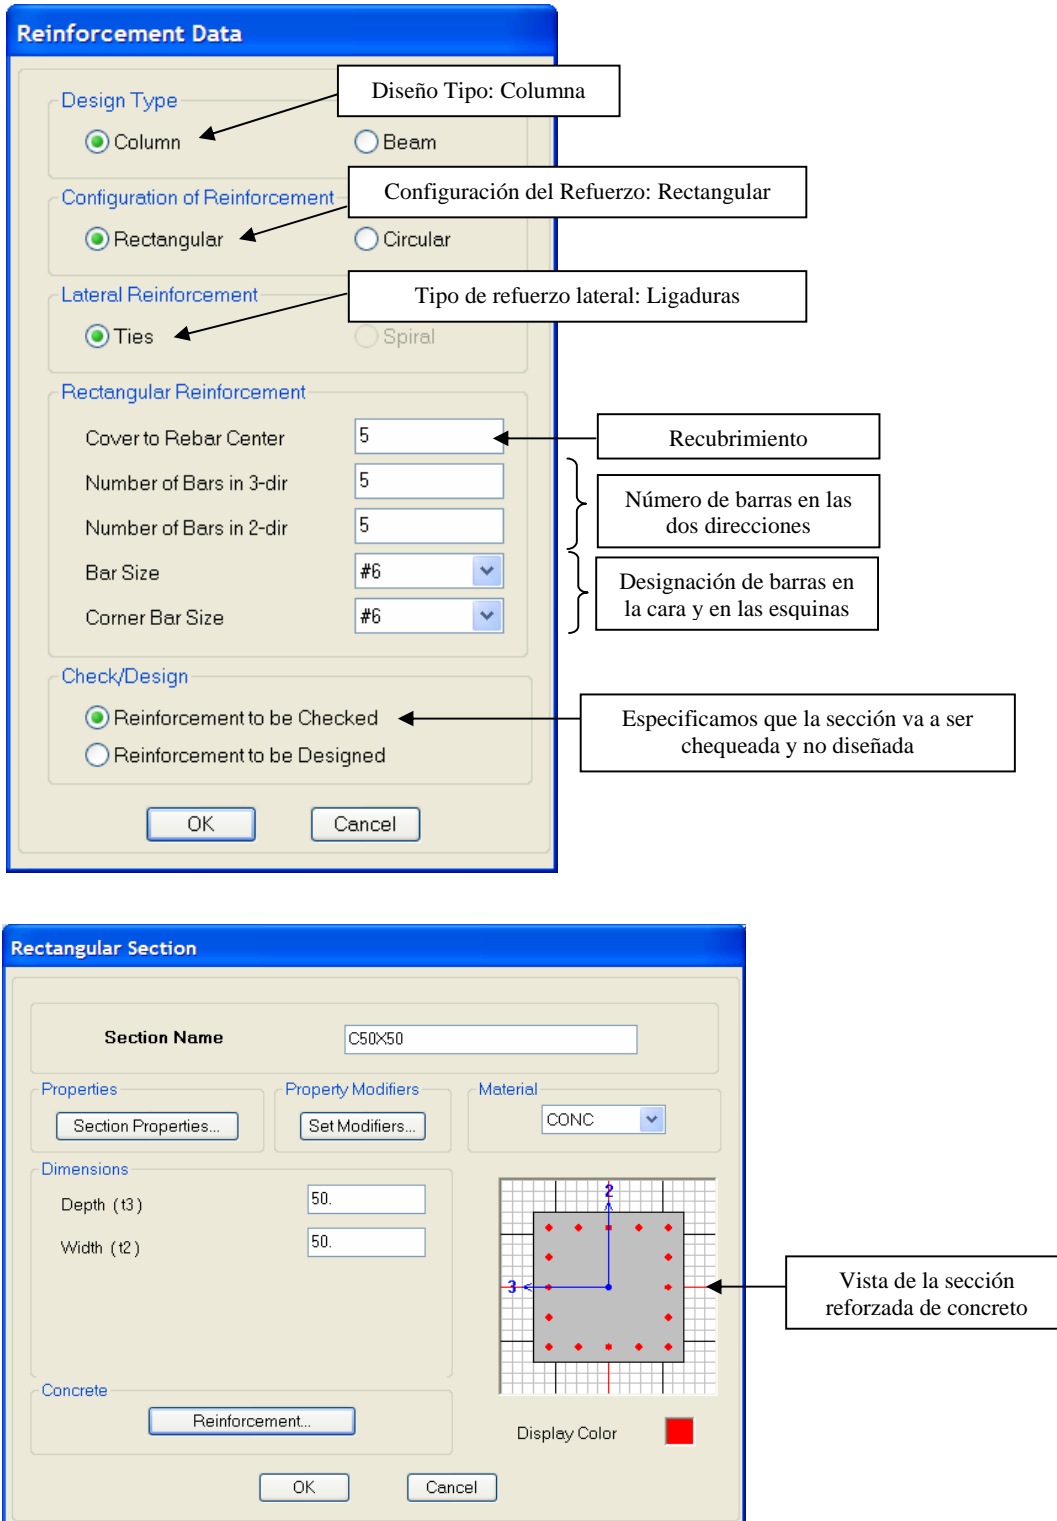 Reinforcement Data
Design Type
Diseño Tipo: Columna
Column
Beam
Configuration of Reinforcement
Configuración del Refuerzo: Rectangular
Rectangular
Circular
Lateral Reinforcement
Tipo de refuerzo lateral: Ligaduras
Ties
Spiral
Rectangular Reinforcement
Cover to Rebar Center
5
Recubrimiento
Number of Bars in 3-dir
5
Número de barras en las
dos direcciones
Number of Bars in 2-dir
5
Bar Size
#6
Designación de barras en
la cara y en las esquinas
Corner Bar Size
#6
Check/Design
Reinforcement to be Checked
Especificamos que la sección va a ser
chequeada y no diseñada
Reinforcement to be Designed
OK
Cancel
Rectangular Section
Section Name
C50X50
Properties
Property Modifiers
Material
Section Properties...
Set Modifiers...
CONC
Dimensions
Depth (t3)
50.
Width (t2)
50.
2
3
Vista de la sección
reforzada de concreto
Concrete
Reinforcement...
Display Color
OK
Cancel